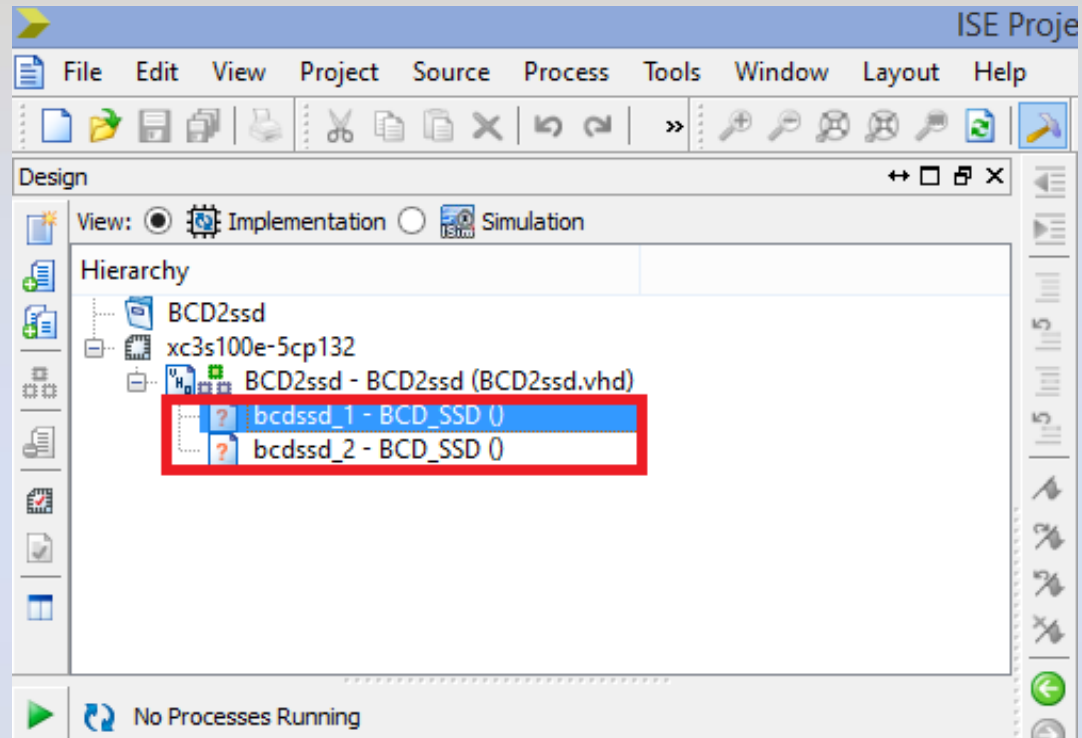 ISE Proje
File Edit View Project Source Process Tools Window Layout Help
»
Design
View: Implementation Simulation
Hierarchy
BCD2ssd
xc3s100e-5cp132
BCD2ssd - BCD2ssd (BCD2ssd.vhd)
bcdssd_1 - BCD_SSD ()
bcdssd_2 - BCD_SSD ()
No Processes Running